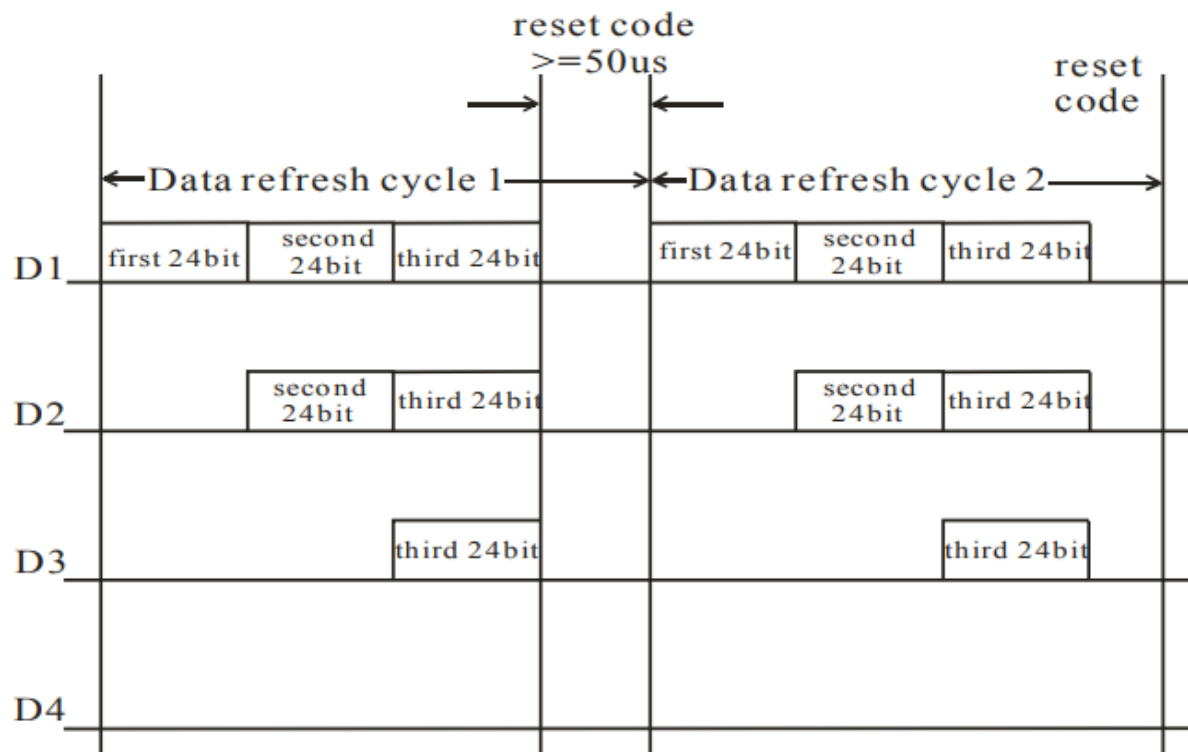 reset code
>=50us
reset
code
Data refresh cycle 1
Data refresh cycle 2
D1
first 24bit
second
24bit
third 24bit
first 24bit
second
24bit
third 24bit
D2
second
24bit
third 24bit
second
24bit
third 24bit
D3
third 24bit
third 24bit
D4